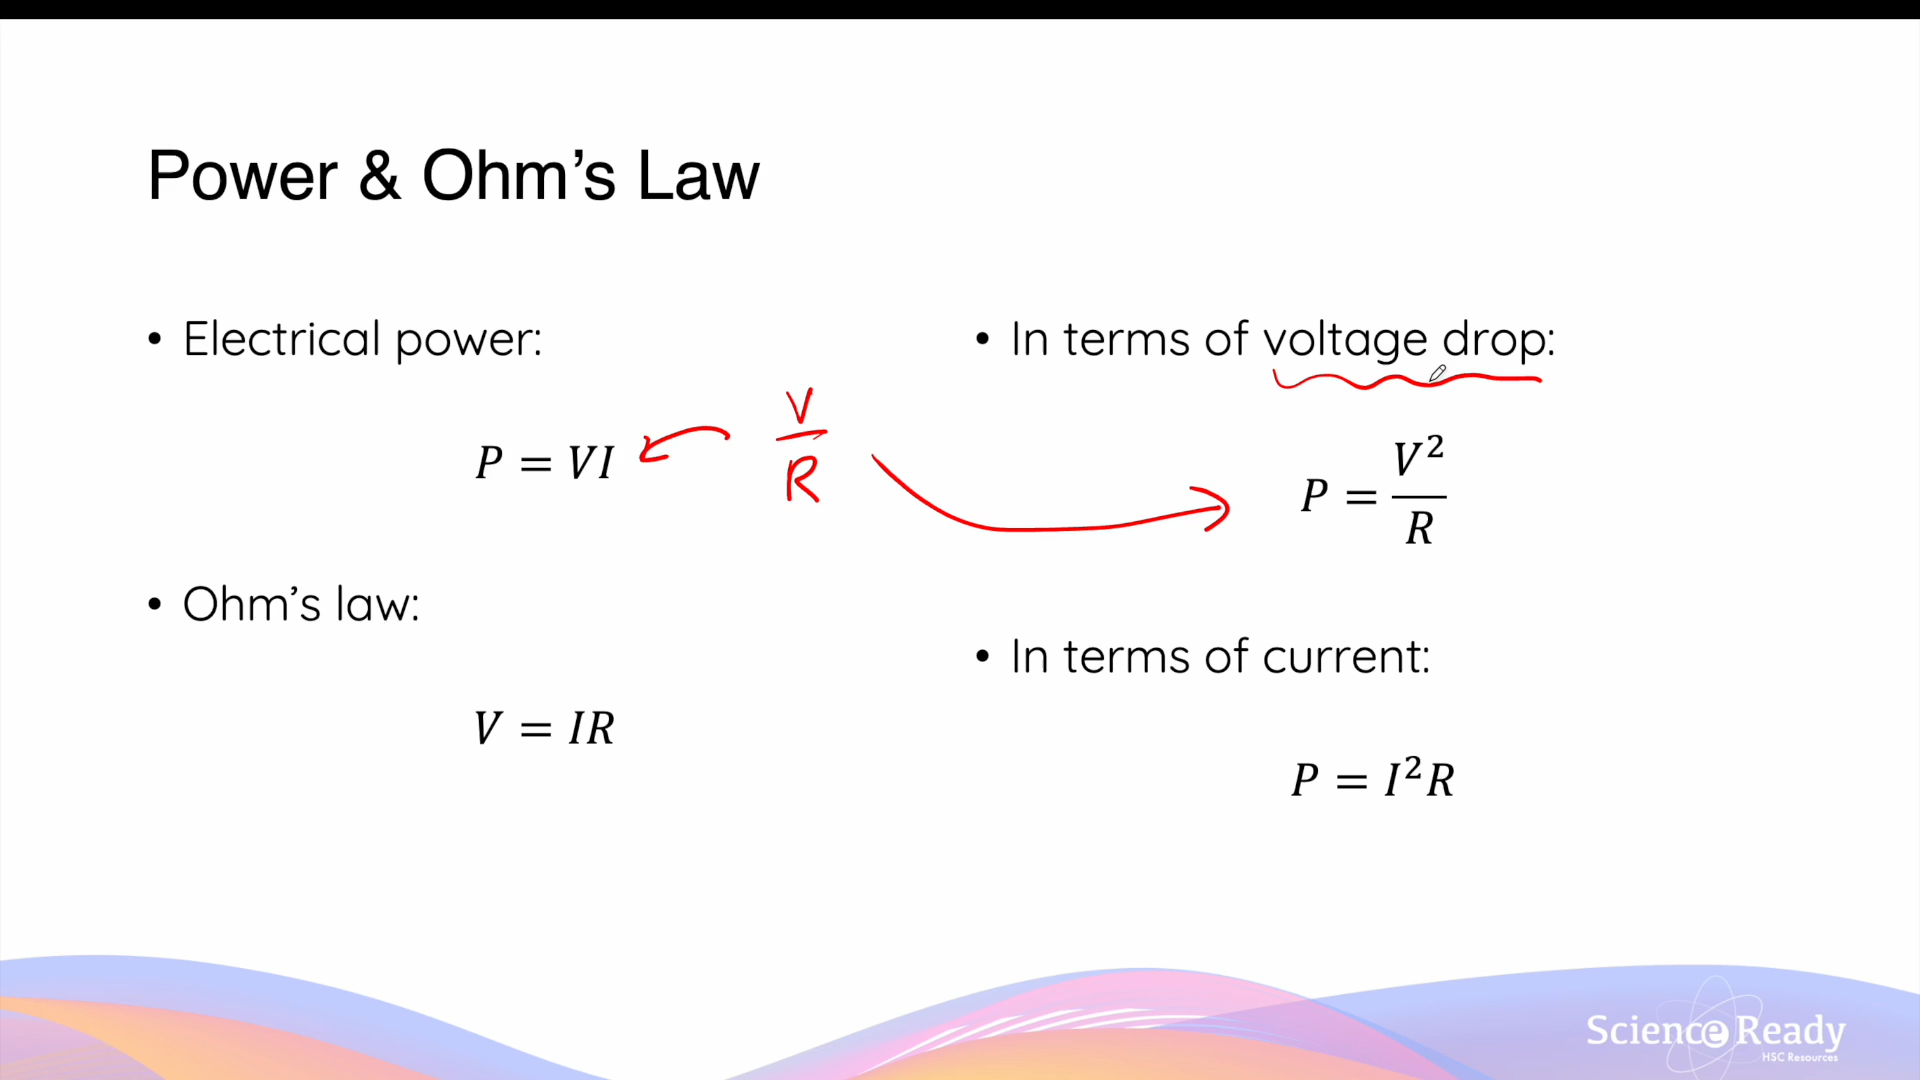 Power & Ohm’s Law
• Electrical power:
P = VI
V
R
• Ohm’s law:
V = IR
• In terms of voltage drop:
P = V²/R
• In terms of current:
P = I²R
Science Ready
HSC Resources